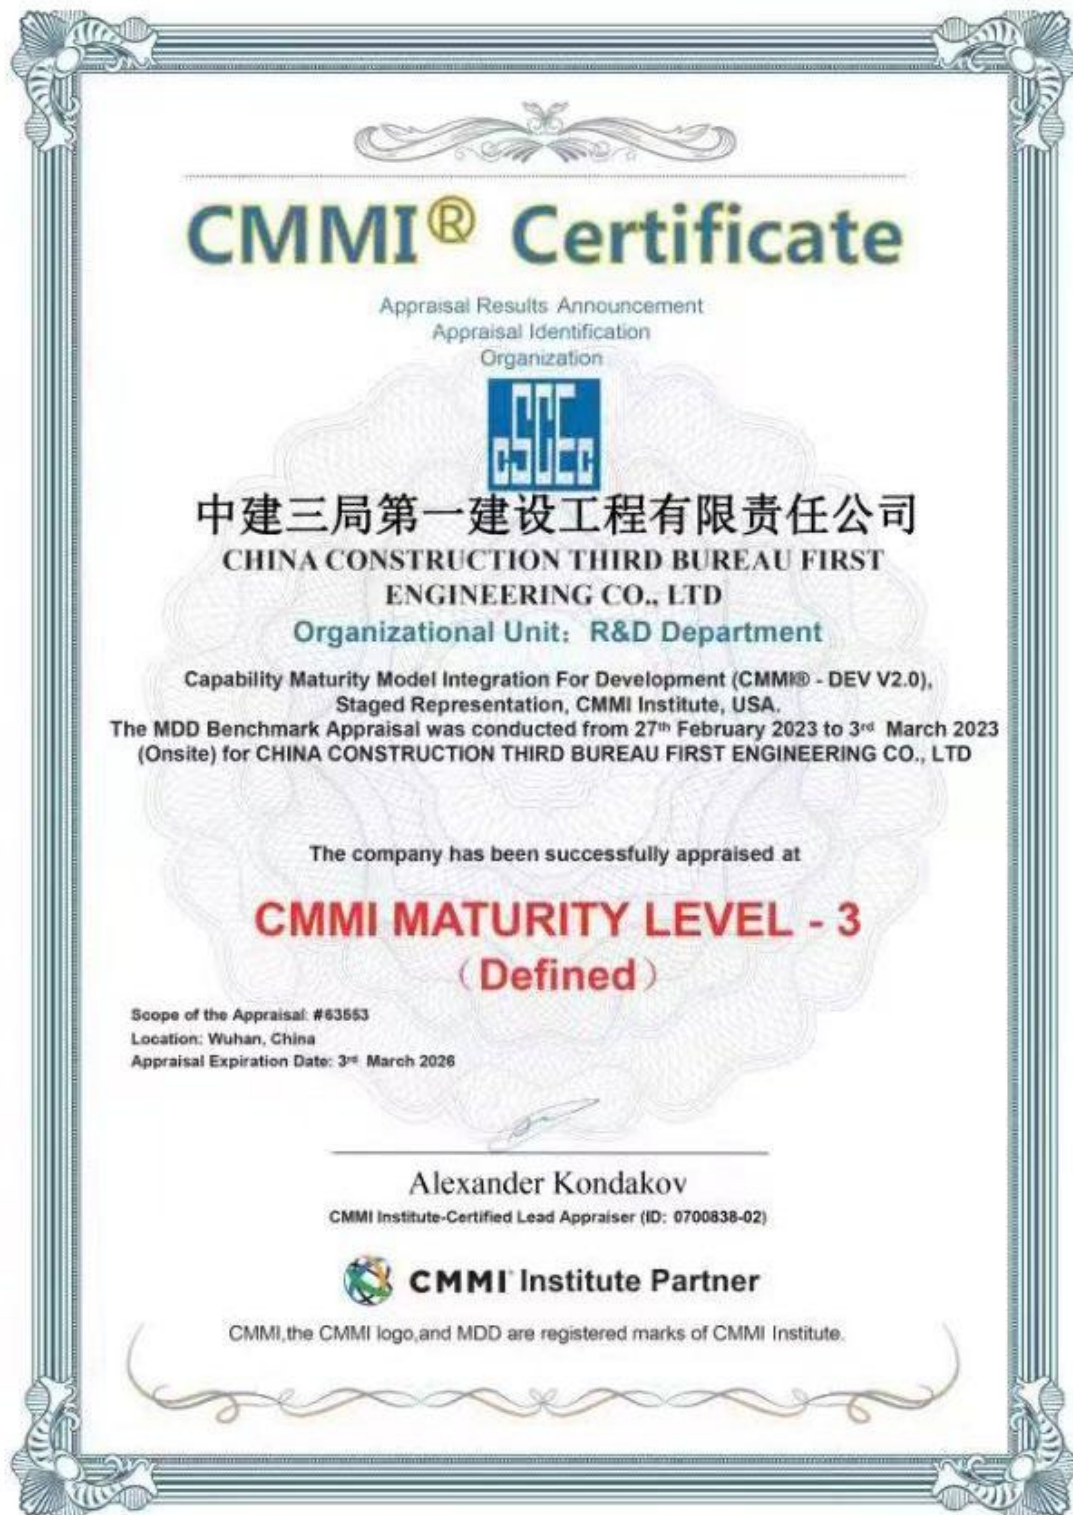 CMMI® Certificate
Appraisal Results Announcement
Appraisal Identification
Organization
CSCEC
中建三局第一建设工程有限责任公司
CHINA CONSTRUCTION THIRD BUREAU FIRST
ENGINEERING CO., LTD
Organizational Unit: R&D Department
Capability Maturity Model Integration For Development (CMMI® - DEV V2.0),
Staged Representation, CMMI Institute, USA.
The MDD Benchmark Appraisal was conducted from 27th February 2023 to 3rd March 2023
(Onsite) for CHINA CONSTRUCTION THIRD BUREAU FIRST ENGINEERING CO., LTD
The company has been successfully appraised at
CMMI MATURITY LEVEL - 3
（Defined）
Scope of the Appraisal: #63553
Location: Wuhan, China
Appraisal Expiration Date: 3rd March 2026
Alexander Kondakov
CMMI Institute-Certified Lead Appraiser (ID: 0700838-02)
CMMI Institute Partner
CMMI,the CMMI logo,and MDD are registered marks of CMMI Institute.